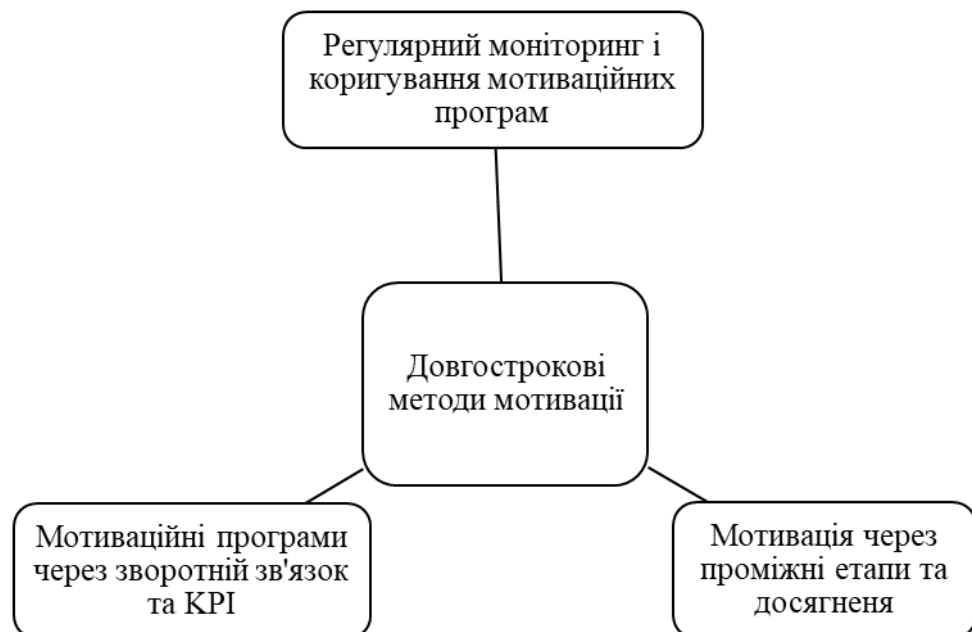 Регулярний моніторинг і
коригування мотиваційних
програм
Довгострокові
методи мотивації
Мотиваційні програми
через зворотній зв'язок
та KPI
Мотивація через
проміжні етапи та
досягненя